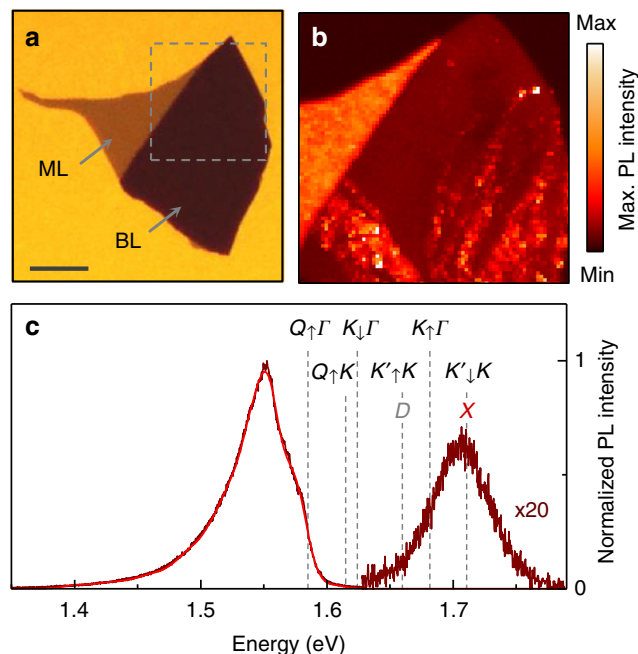 a
ML
BL
b
Max
Max. PL intensity
Min
c
Q↑Γ K↓Γ K↑Γ
Q↑K K′↑K K′↓K
D X
x20
1
0
Normalized PL intensity
1.4 1.5 1.6 1.7
Energy (eV)